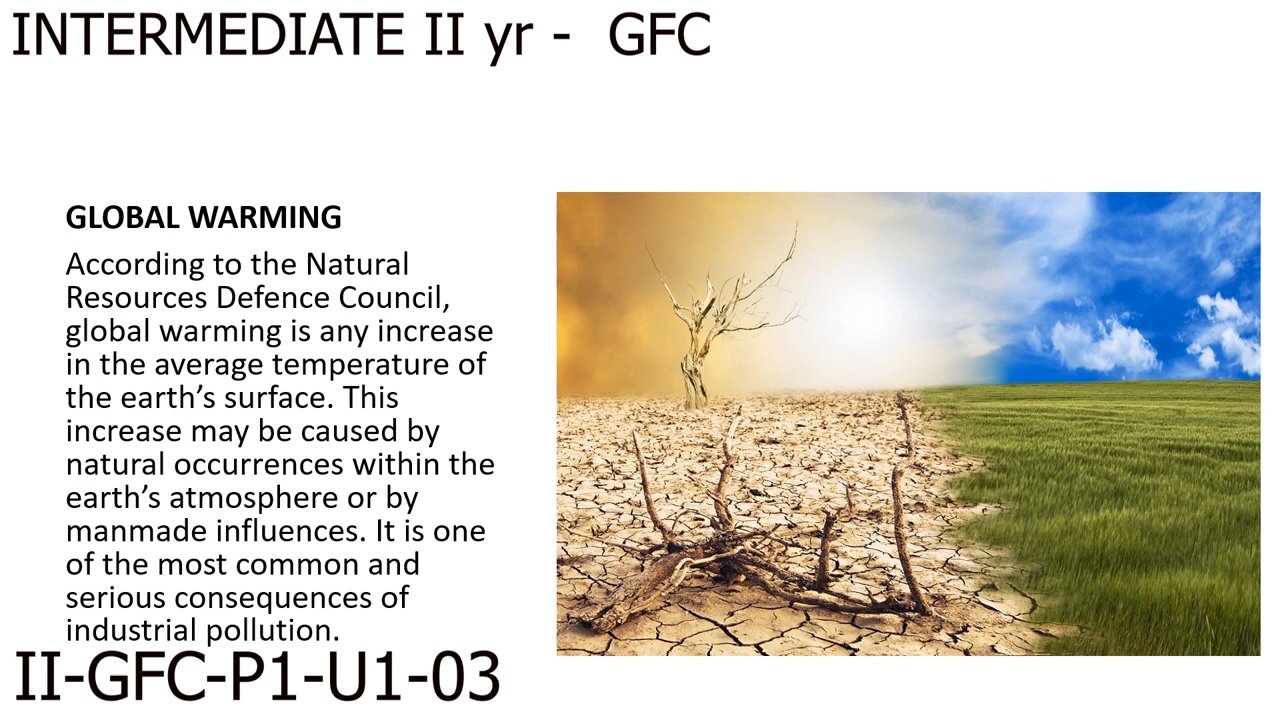 INTERMEDIATE II yr - GFC
GLOBAL WARMING
According to the Natural
Resources Defence Council,
global warming is any increase
in the average temperature of
the earth’s surface. This
increase may be caused by
natural occurrences within the
earth’s atmosphere or by
manmade influences. It is one
of the most common and
serious consequences of
industrial pollution.
II-GFC-P1-U1-03